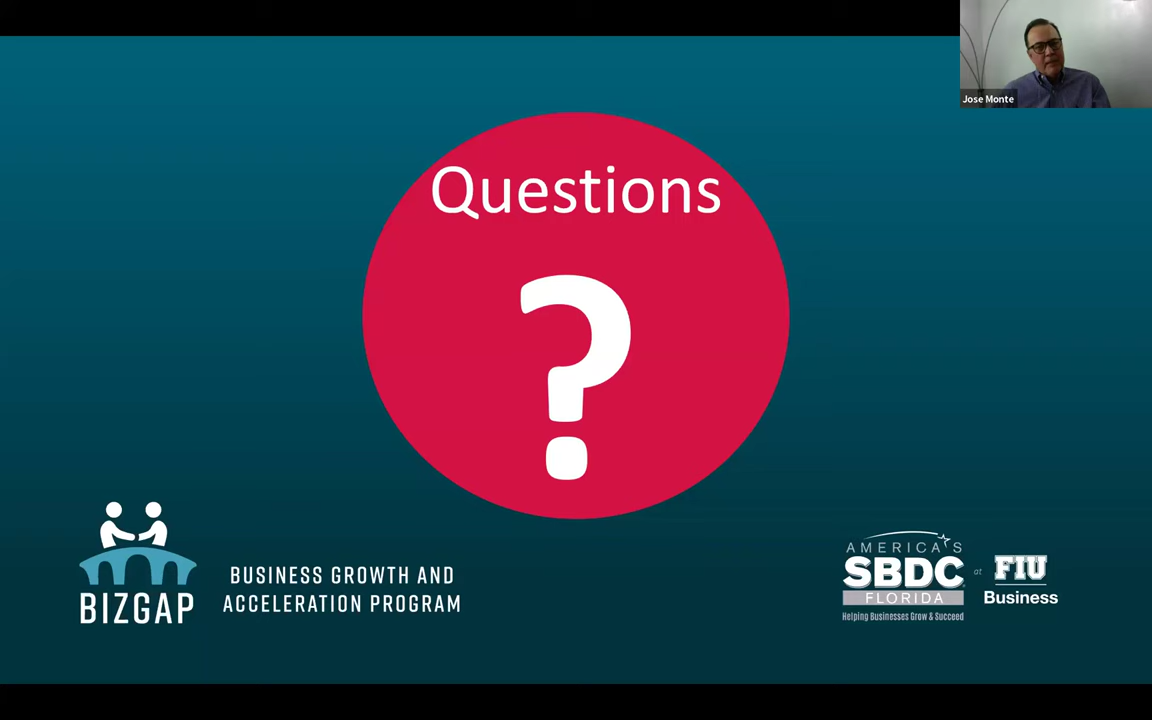 Jose Monte
Questions
?
BIZGAP
BUSINESS GROWTH AND
ACCELERATION PROGRAM
AMERICA'S
SBDC
FLORIDA
Helping Businesses Grow & Succeed
at
FIU
Business